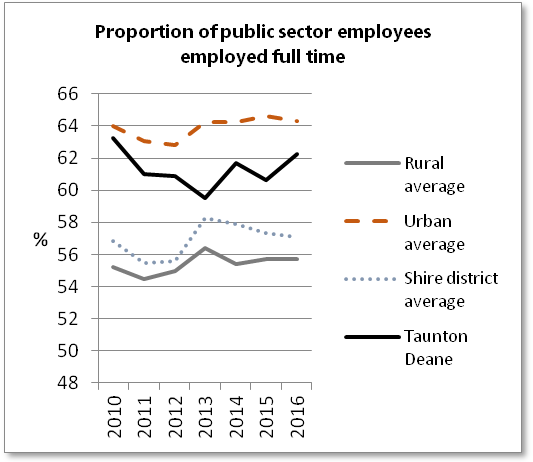 Proportion of public sector employees
employed full time
66
64
62
60
58
56
54
52
50
48
%
2010
2011
2012
2013
2014
2015
2016
Rural
average
Urban
average
Shire district
average
Taunton
Deane